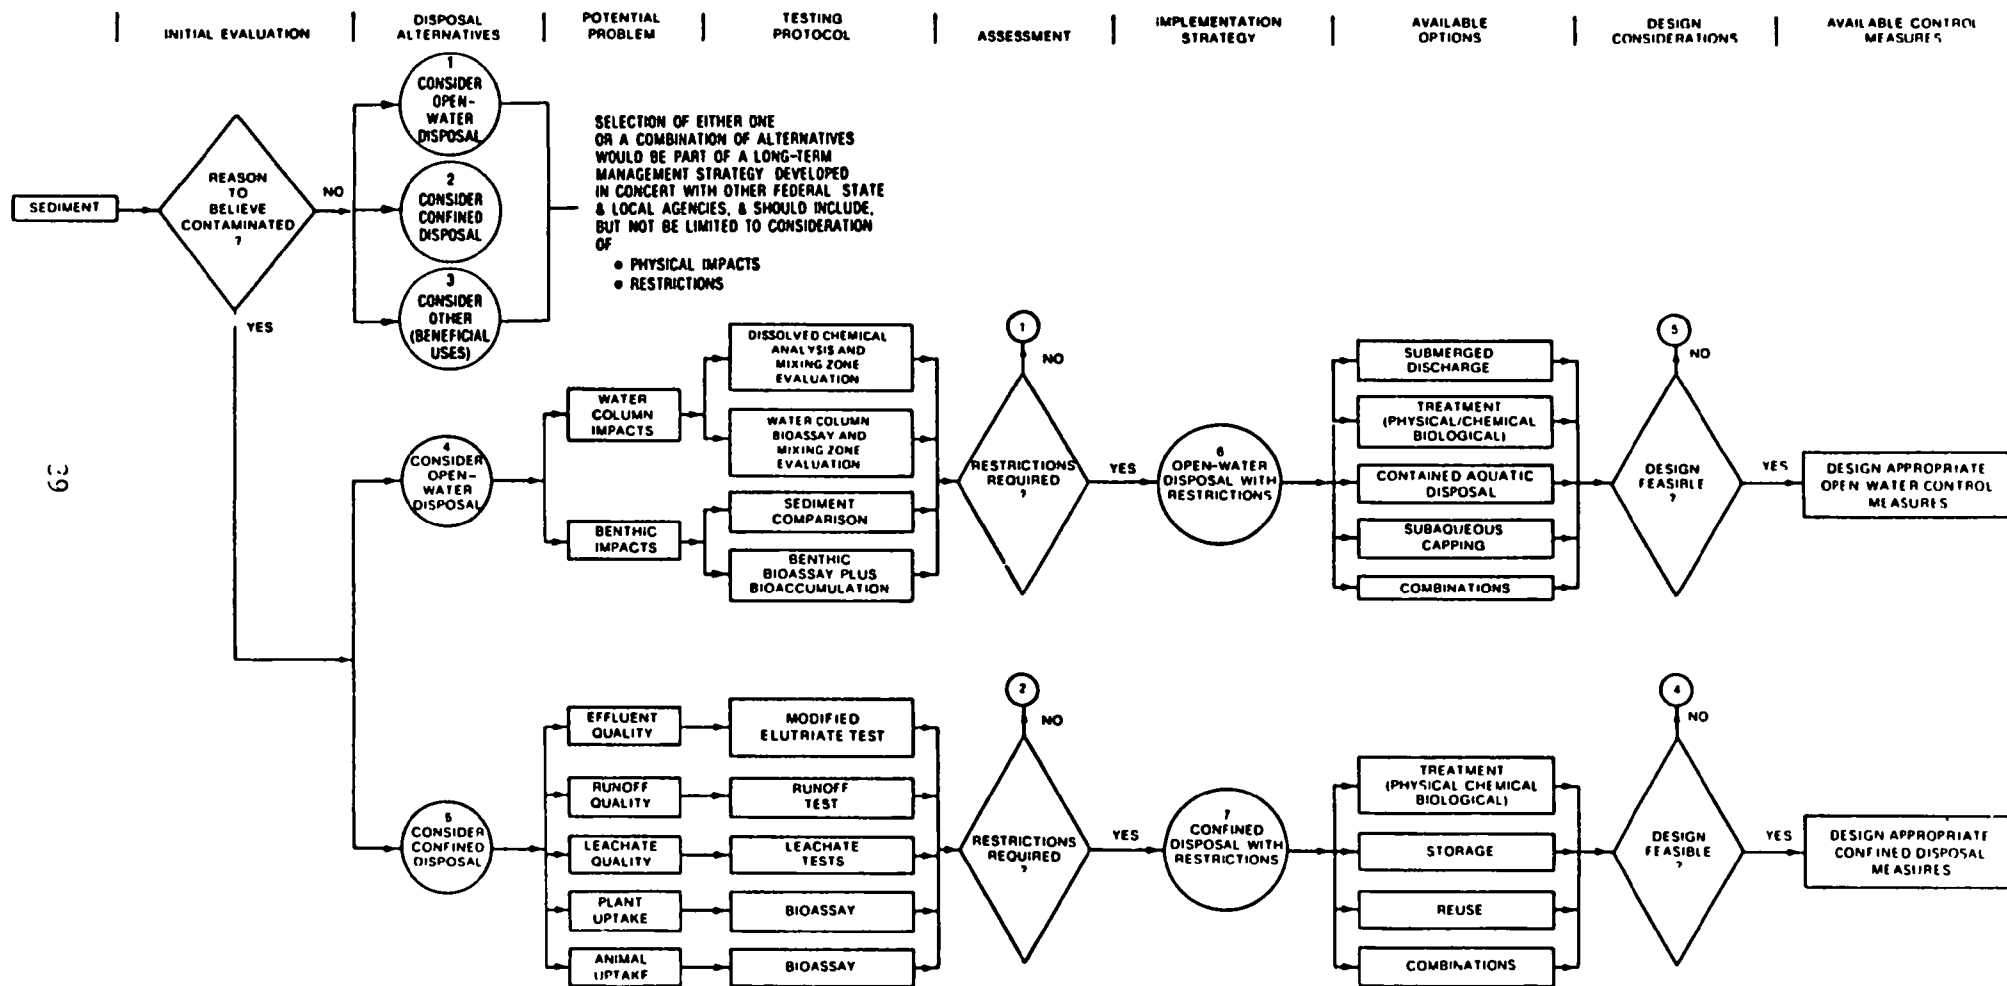 INITIAL EVALUATION
DISPOSAL
ALTERNATIVES
POTENTIAL
PROBLEM
TESTING
PROTOCOL
ASSESSMENT
IMPLEMENTATION
STRATEGY
AVAILABLE
OPTIONS
DESIGN
CONSIDERATIONS
AVAILABLE CONTROL
MEASURES
SEDIMENT
REASON
TO
BELIEVE
CONTAMINATED
?
NO
YES
1
CONSIDER
OPEN-
WATER
DISPOSAL
2
CONSIDER
CONFINED
DISPOSAL
3
CONSIDER
OTHER
(BENEFICIAL
USES)
SELECTION OF EITHER ONE
OR A COMBINATION OF ALTERNATIVES
WOULD BE PART OF A LONG-TERM
MANAGEMENT STRATEGY DEVELOPED
IN CONCERT WITH OTHER FEDERAL STATE
& LOCAL AGENCIES, & SHOULD INCLUDE,
BUT NOT BE LIMITED TO CONSIDERATION
OF
• PHYSICAL IMPACTS
• RESTRICTIONS
4
CONSIDER
OPEN-
WATER
DISPOSAL
WATER
COLUMN
IMPACTS
BENTHIC
IMPACTS
DISSOLVED CHEMICAL
ANALYSIS AND
MIXING ZONE
EVALUATION
WATER COLUMN
BIOASSAY AND
MIXING ZONE
EVALUATION
SEDIMENT
COMPARISON
BENTHIC
BIOASSAY PLUS
BIOACCUMULATION
1
NO
RESTRICTIONS
REQUIRED
?
YES
6
OPEN-WATER
DISPOSAL WITH
RESTRICTIONS
SUBMERGED
DISCHARGE
TREATMENT
(PHYSICAL/CHEMICAL
BIOLOGICAL)
CONTAINED AQUATIC
DISPOSAL
SUBAQUEOUS
CAPPING
COMBINATIONS
5
NO
DESIGN
FEASIBLE
?
YES
DESIGN APPROPRIATE
OPEN WATER CONTROL
MEASURES
5
CONSIDER
CONFINED
DISPOSAL
EFFLUENT
QUALITY
RUNOFF
QUALITY
LEACHATE
QUALITY
PLANT
UPTAKE
ANIMAL
UPTAKE
MODIFIED
ELUTRIATE TEST
RUNOFF
TEST
LEACHATE
TESTS
BIOASSAY
BIOASSAY
2
NO
RESTRICTIONS
REQUIRED
?
YES
7
CONFINED
DISPOSAL WITH
RESTRICTIONS
TREATMENT
(PHYSICAL CHEMICAL
BIOLOGICAL)
STORAGE
REUSE
COMBINATIONS
4
NO
DESIGN
FEASIBLE
?
YES
DESIGN APPROPRIATE
CONFINED DISPOSAL
MEASURES